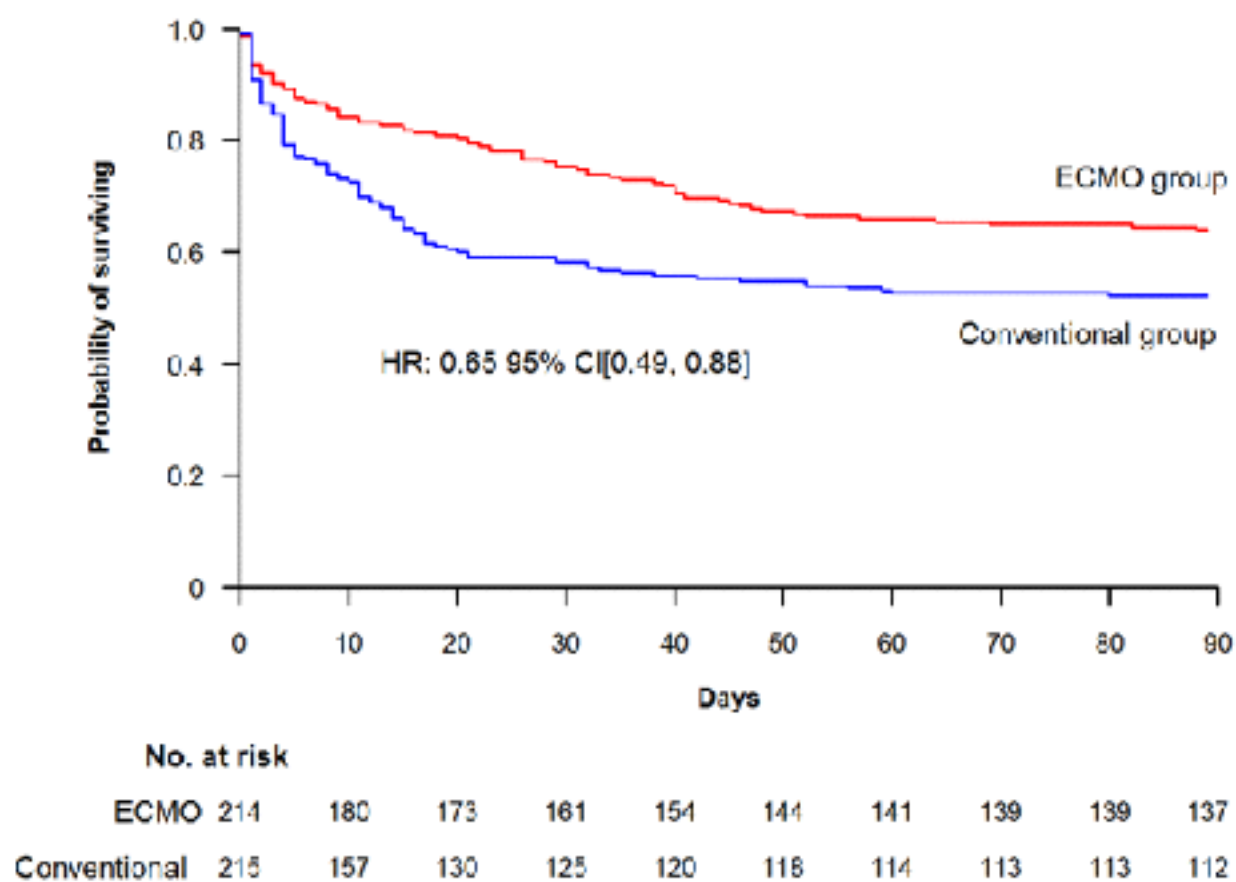 1.0
0.8
0.6
0.4
0.2
0
Probability of surviving
ECMO group
Conventional group
HR: 0.65 95% CI[0.49, 0.88]
0 10 20 30 40 50 60 70 80 90
Days
No. at risk
ECMO 214 180 173 161 154 144 141 139 139 137
Conventional 215 157 130 125 120 118 114 113 113 112